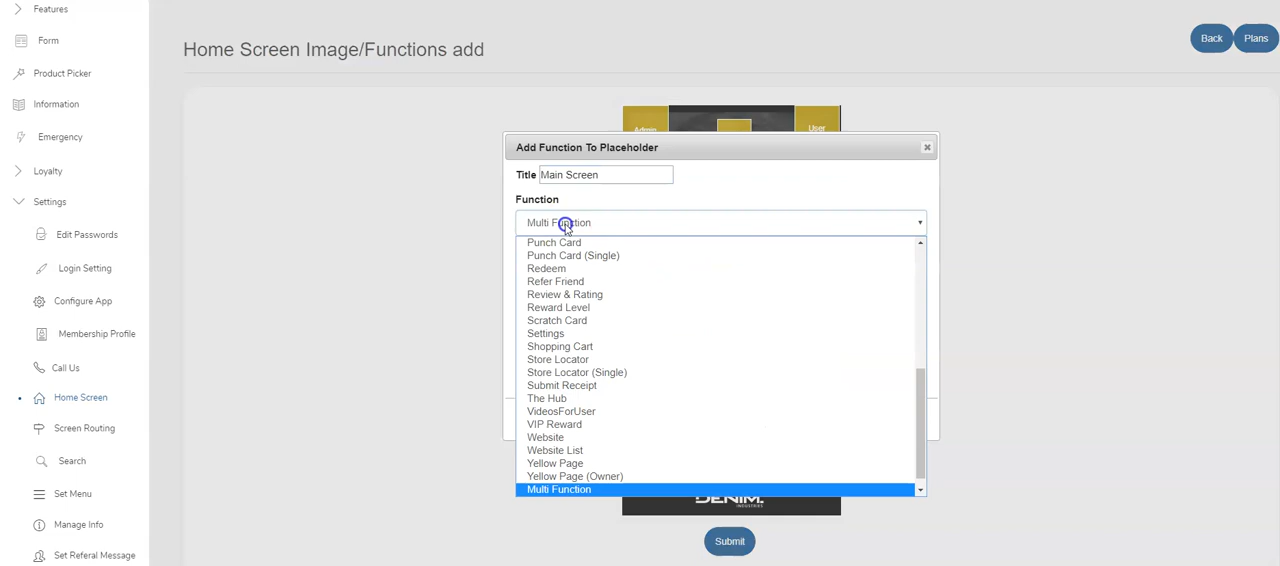 Features
Form
Product Picker
Information
Emergency
Loyalty
Settings
Edit Passwords
Login Setting
Configure App
Membership Profile
Call Us
Home Screen
Screen Routing
Search
Set Menu
Manage Info
Set Referal Message
Home Screen Image/Functions add
Back
Plans
Admin
User
Add Function To Placeholder
Title Main Screen
Function
Multi Function
Punch Card
Punch Card (Single)
Redeem
Refer Friend
Review & Rating
Reward Level
Scratch Card
Settings
Shopping Cart
Store Locator
Store Locator (Single)
Submit Receipt
The Hub
VideosForUser
VIP Reward
Website
Website List
Yellow Page
Yellow Page (Owner)
Multi Function
DENIM.
INDUSTRIES
Submit